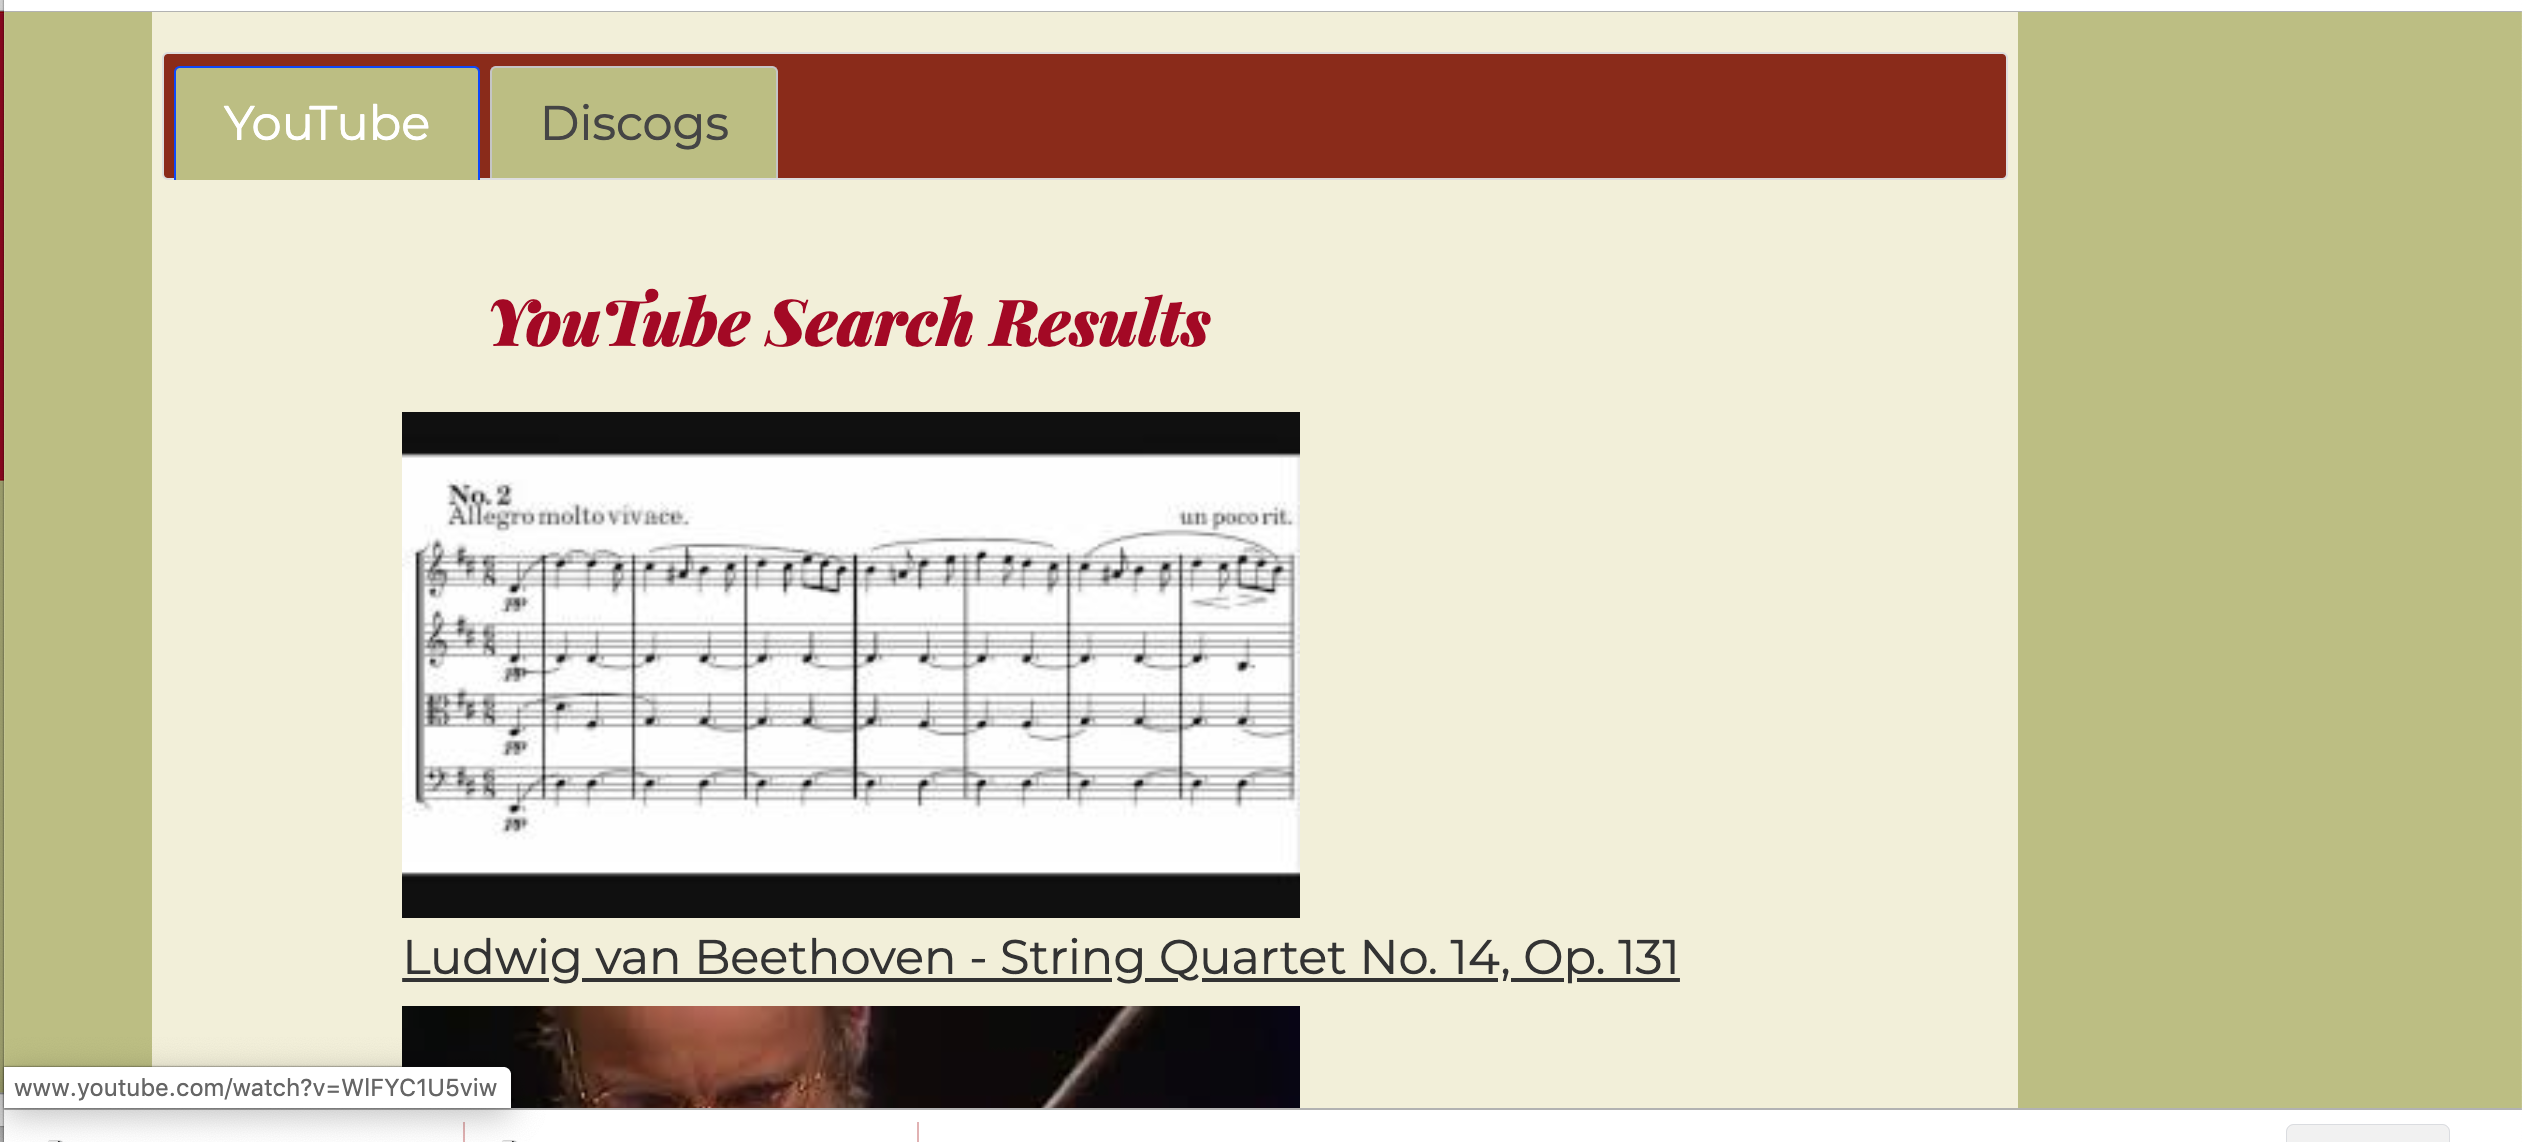 YouTube
Discogs
YouTube Search Results
No. 2
Allegro molto vivace.
un poco rit.
pp
pp
pp
pp
Ludwig van Beethoven - String Quartet No. 14, Op. 131
www.youtube.com/watch?v=WIFYC1U5viw